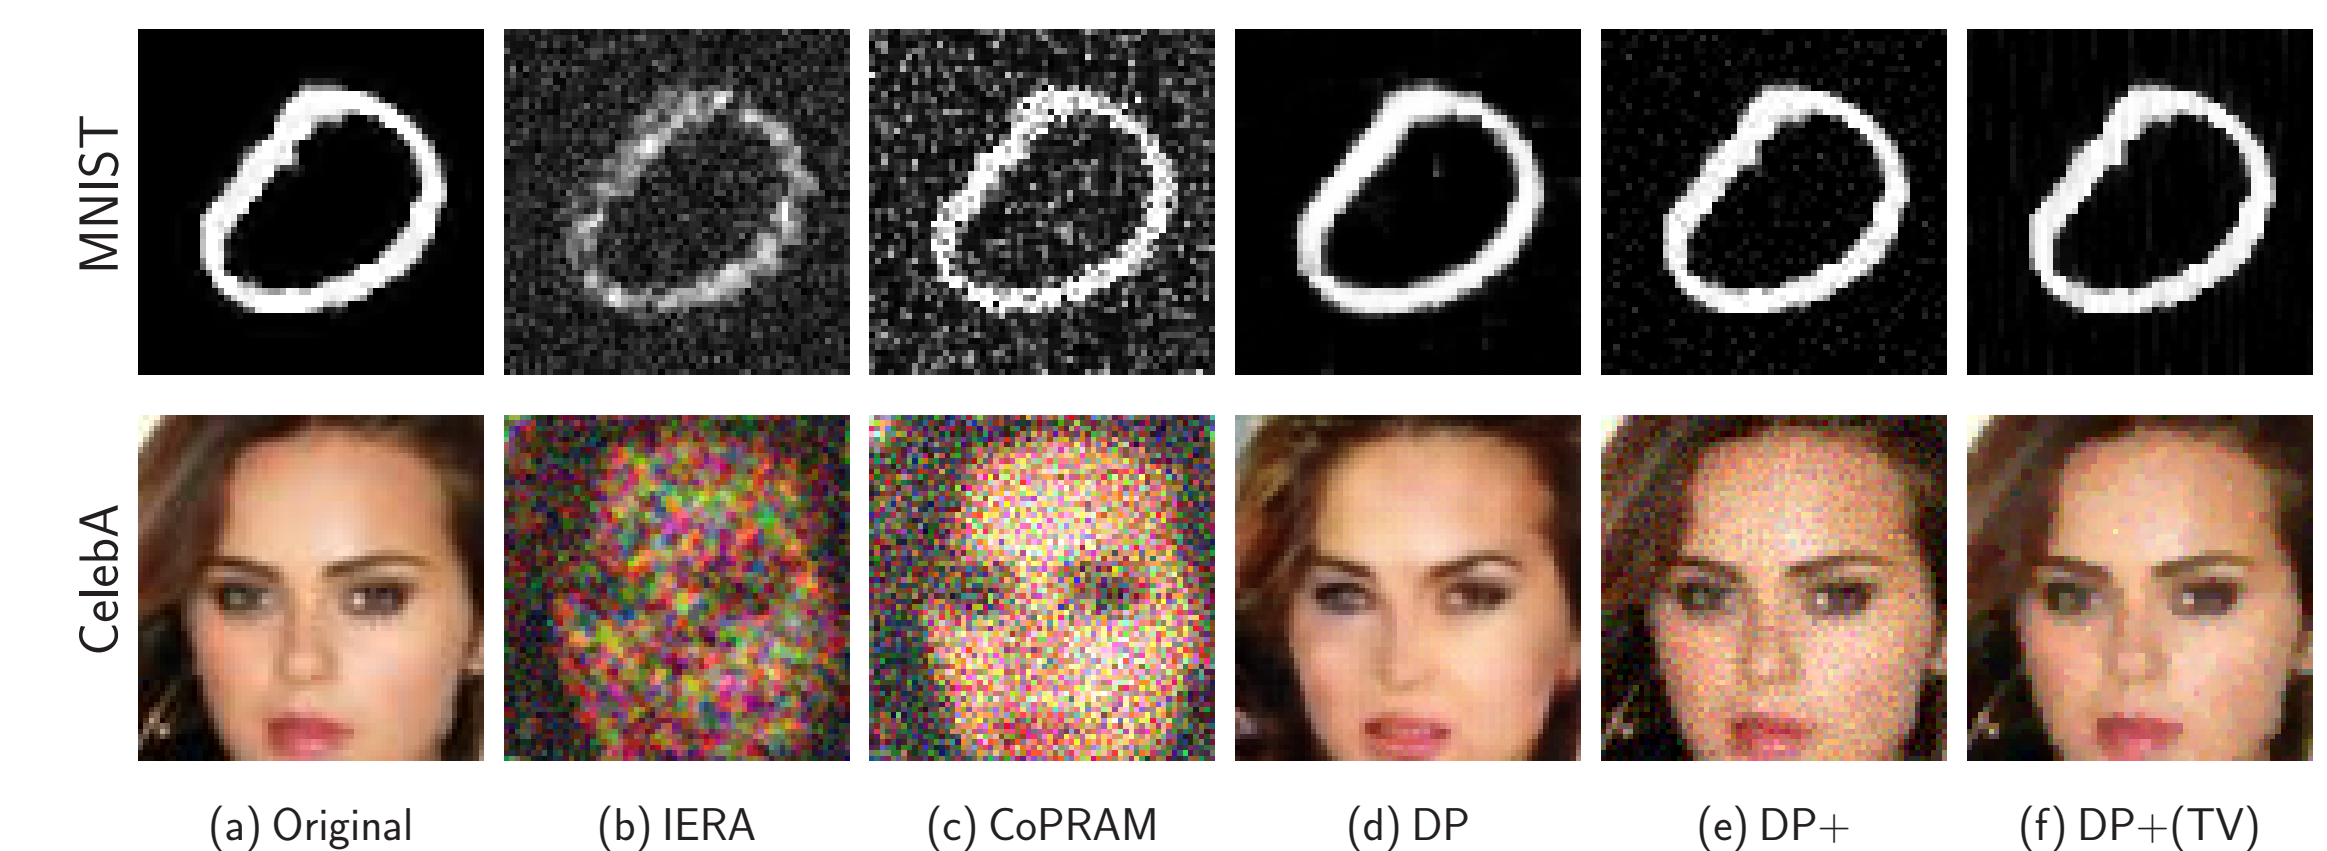 MNIST
CelebA
(a) Original
(b) IERA
(c) CoPRAM
(d) DP
(e) DP+
(f) DP+(TV)